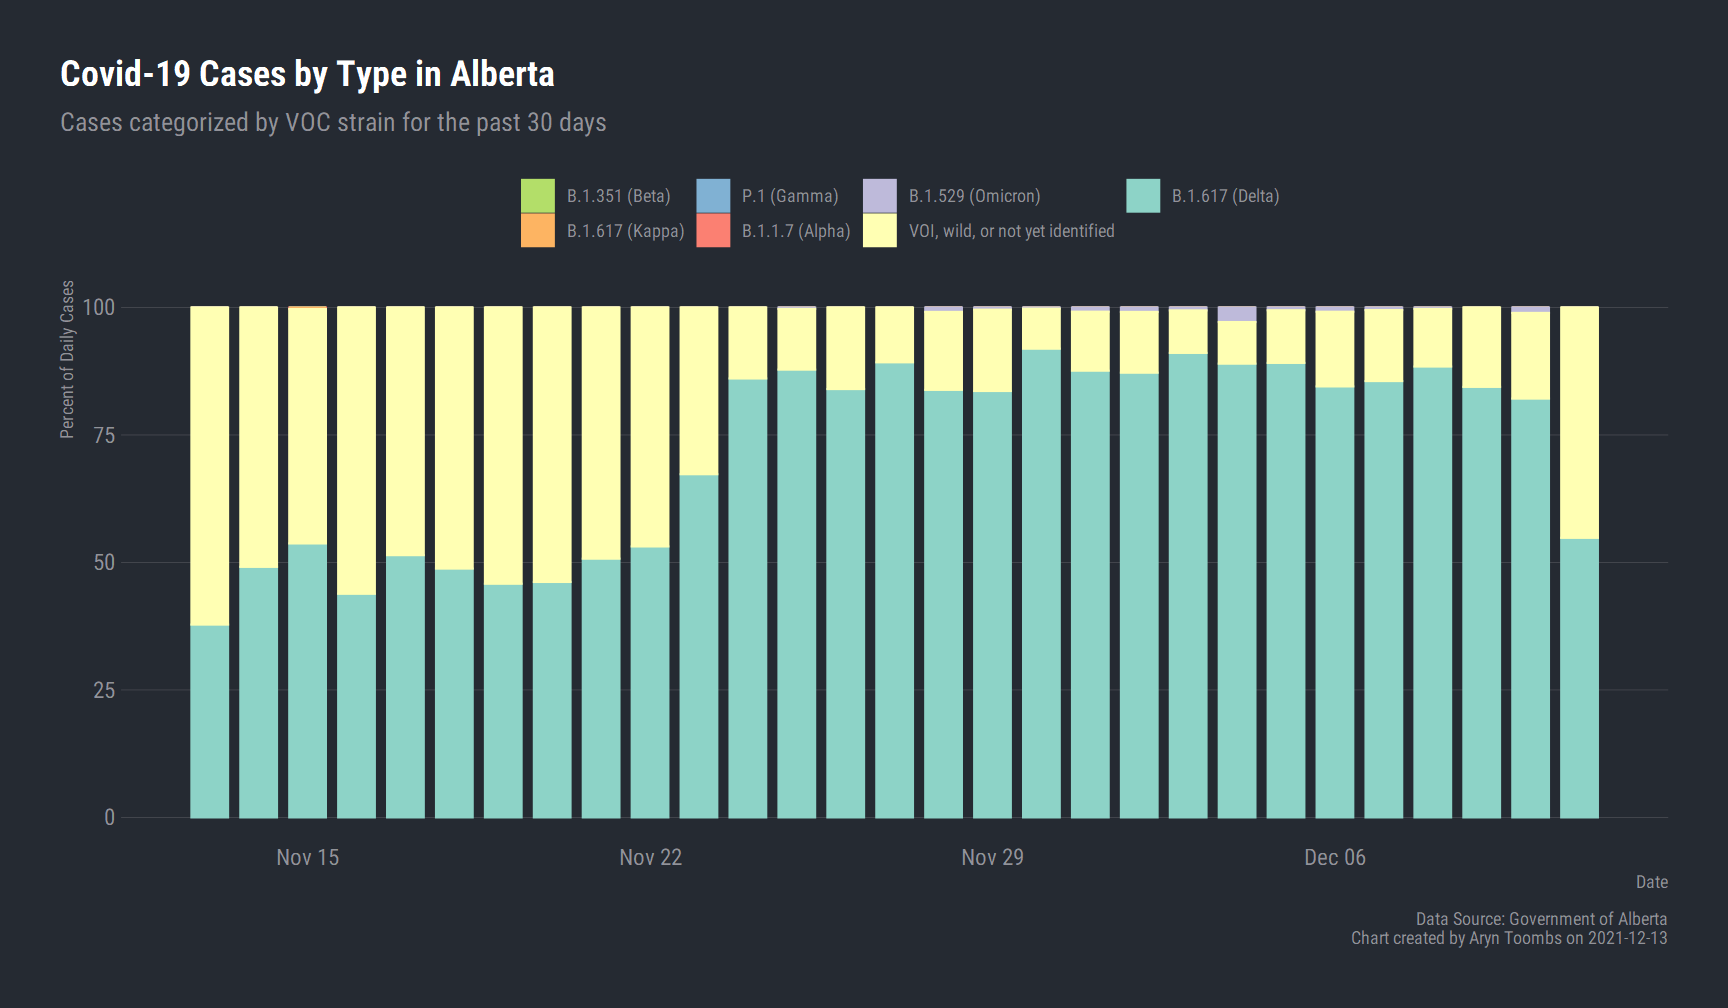 Covid-19 Cases by Type in Alberta
Cases categorized by VOC strain for the past 30 days
B.1.351 (Beta) P.1 (Gamma) B.1.529 (Omicron) B.1.617 (Delta)
B.1.617 (Kappa) B.1.1.7 (Alpha) VOI, wild, or not yet identified
Percent of Daily Cases
100
75
50
25
0
Nov 15 Nov 22 Nov 29 Dec 06
Date
Data Source: Government of Alberta
Chart created by Aryn Toombs on 2021-12-13